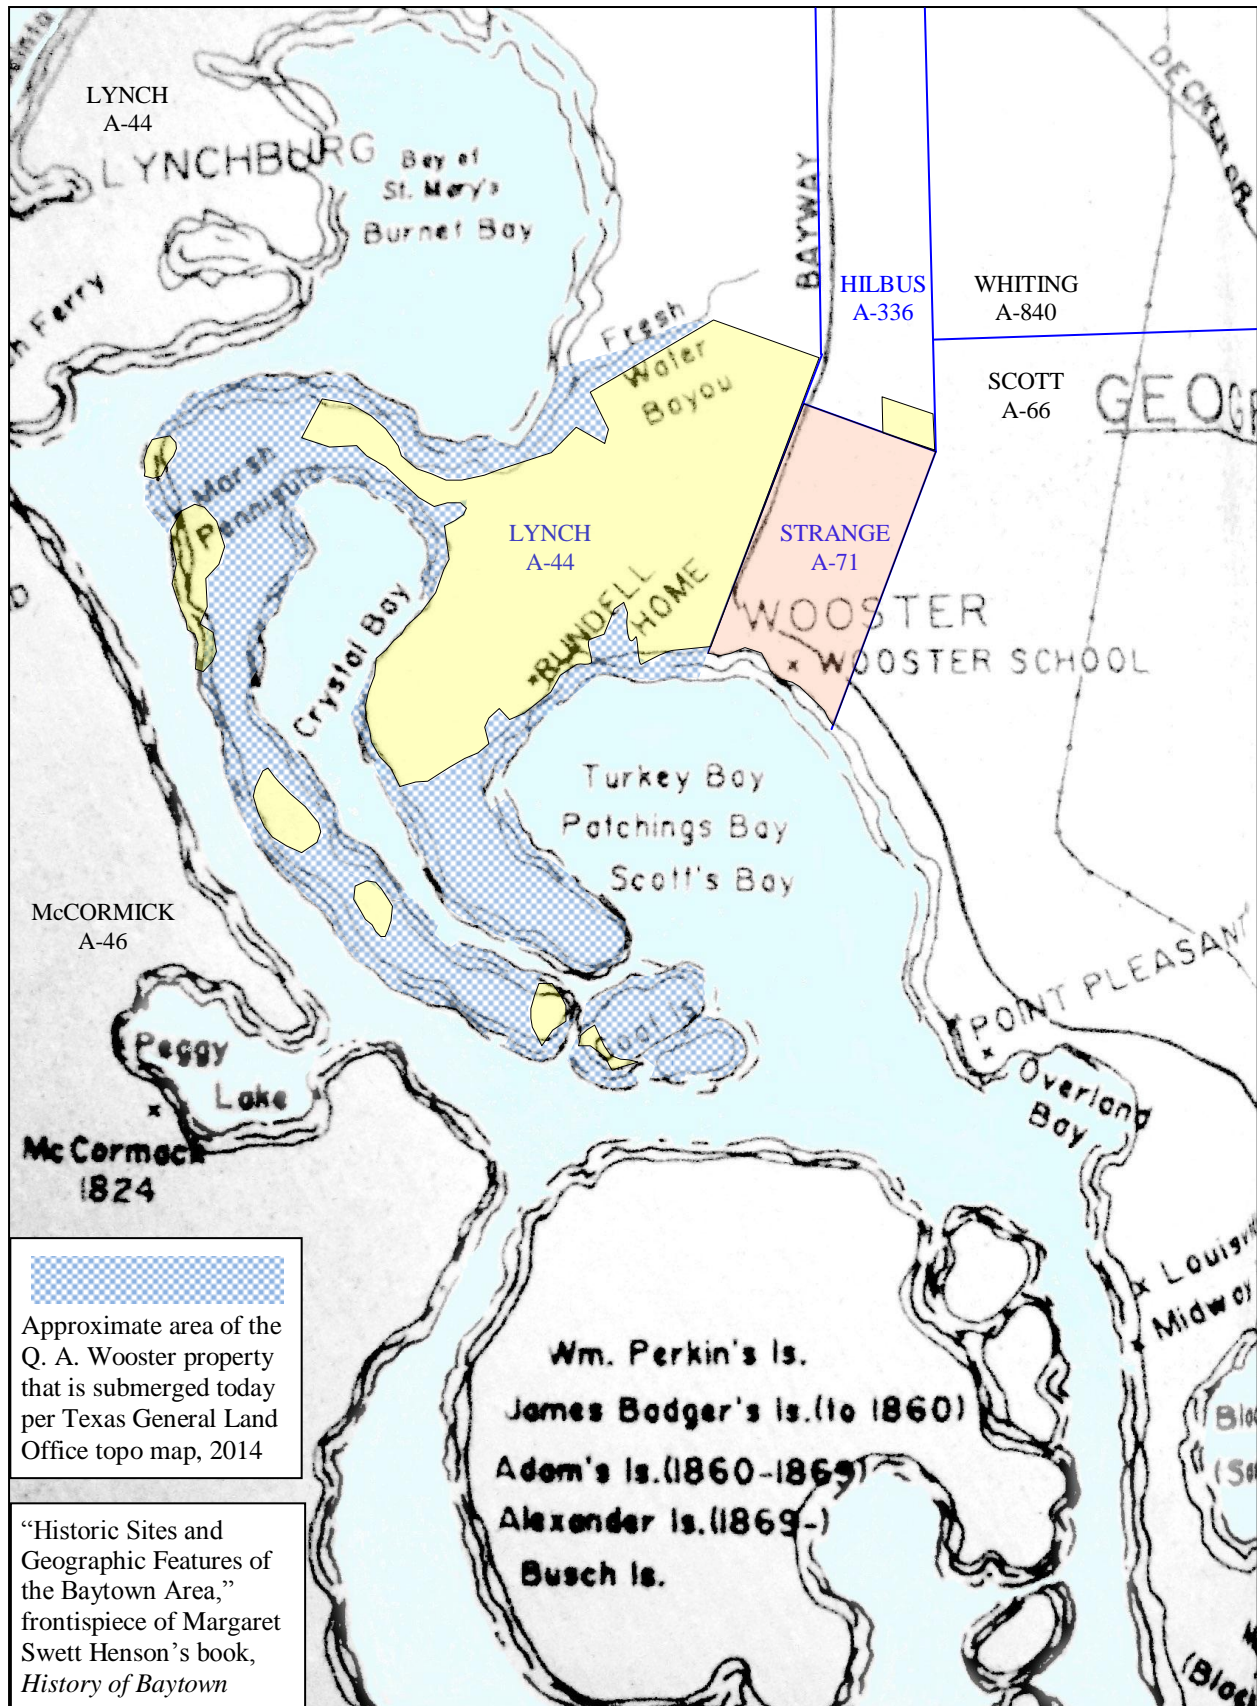 LYNCH
A-44
LYNCHBURG
Bay of
St. Mary's
Burnet Bay
Ferry
BAYWAY
DECKER
HILBUS
A-336
WHITING
A-840
SCOTT
A-66
Fresh
Water
Bayou
Marsh
LYNCH
A-44
STRANGE
A-71
RUNDELL
HOME
WOOSTER
WOOSTER SCHOOL
Crystal Bay
Turkey Bay
Patchings Bay
Scott's Bay
McCORMICK
A-46
POINT PLEASANT
Peggy
Lake
Goat Is.
Overland
Bay
McCormack
1824
Midway
Approximate area of the
Q. A. Wooster property
that is submerged today
per Texas General Land
Office topo map, 2014
Wm. Perkin's Is.
James Badger's Is. (to 1860)
Adam's Is. (1860-1869)
Alexander Is. (1869-)
Busch Is.
“Historic Sites and
Geographic Features of
the Baytown Area,”
frontispiece of Margaret
Swett Henson’s book,
History of Baytown